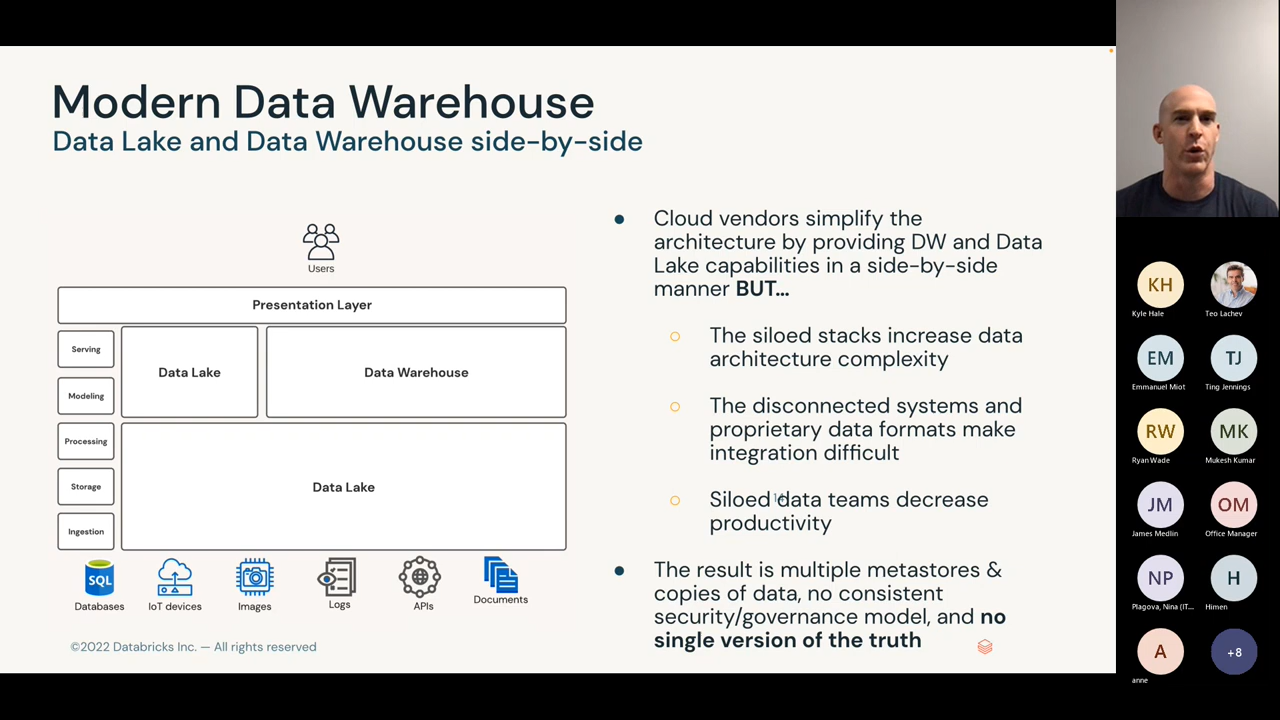 Modern Data Warehouse
Data Lake and Data Warehouse side-by-side
Users
Presentation Layer
Serving
Modeling
Processing
Storage
Ingestion
Data Lake
Data Warehouse
Data Lake
SQL
Databases
IoT devices
Images
Logs
APIs
Documents
©2022 Databricks Inc. — All rights reserved
Cloud vendors simplify the
architecture by providing DW and Data
Lake capabilities in a side-by-side
manner BUT...
The siloed stacks increase data
architecture complexity
The disconnected systems and
proprietary data formats make
integration difficult
Siloed data teams decrease
productivity
The result is multiple metastores &
copies of data, no consistent
security/governance model, and no
single version of the truth
KH
Kyle Hale
Teo Lachev
EM
Emmanuel Miot
TJ
Ting Jennings
RW
Ryan Wade
MK
Mukesh Kumar
JM
James Medlin
OM
Office Manager
NP
Plagova, Nina (IT...
H
Himen
A
anne
+8